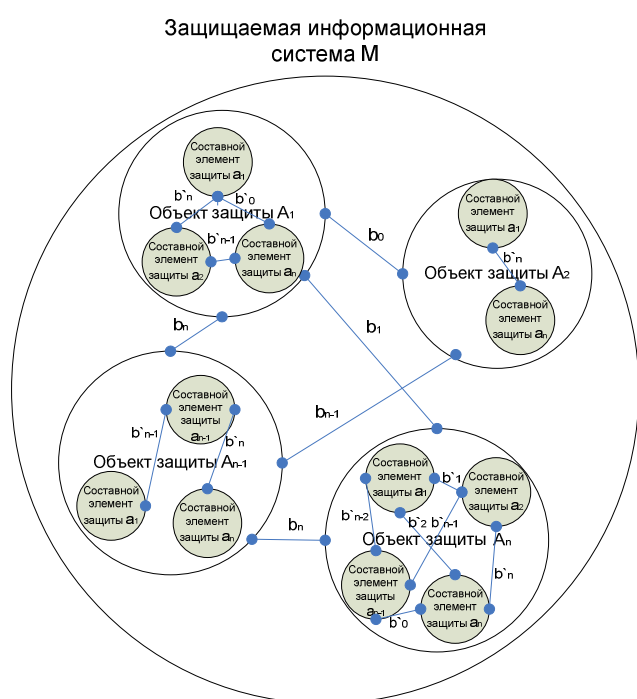 Защищаемая информационная
система М
Составной
элемент
защиты a1
b`n
b`0
Объект защиты A1
b`n-1
Составной
элемент
защиты a2
Составной
элемент
защиты an
b0
Составной
элемент
защиты a1
b`n
Объект защиты A2
Составной
элемент
защиты an
bn
b1
bn-1
Составной
элемент
защиты
an-1
b`n-1
b`n
Объект защиты An-1
Составной
элемент
защиты a1
Составной
элемент
защиты an
bn
Составной
элемент
защиты a1
b`1
Составной
элемент
защиты a2
b`n-2
b`2
b`n-1
Объект защиты An
Составной
элемент
защиты
an-1
b`n
Составной
элемент
защиты an
b`0